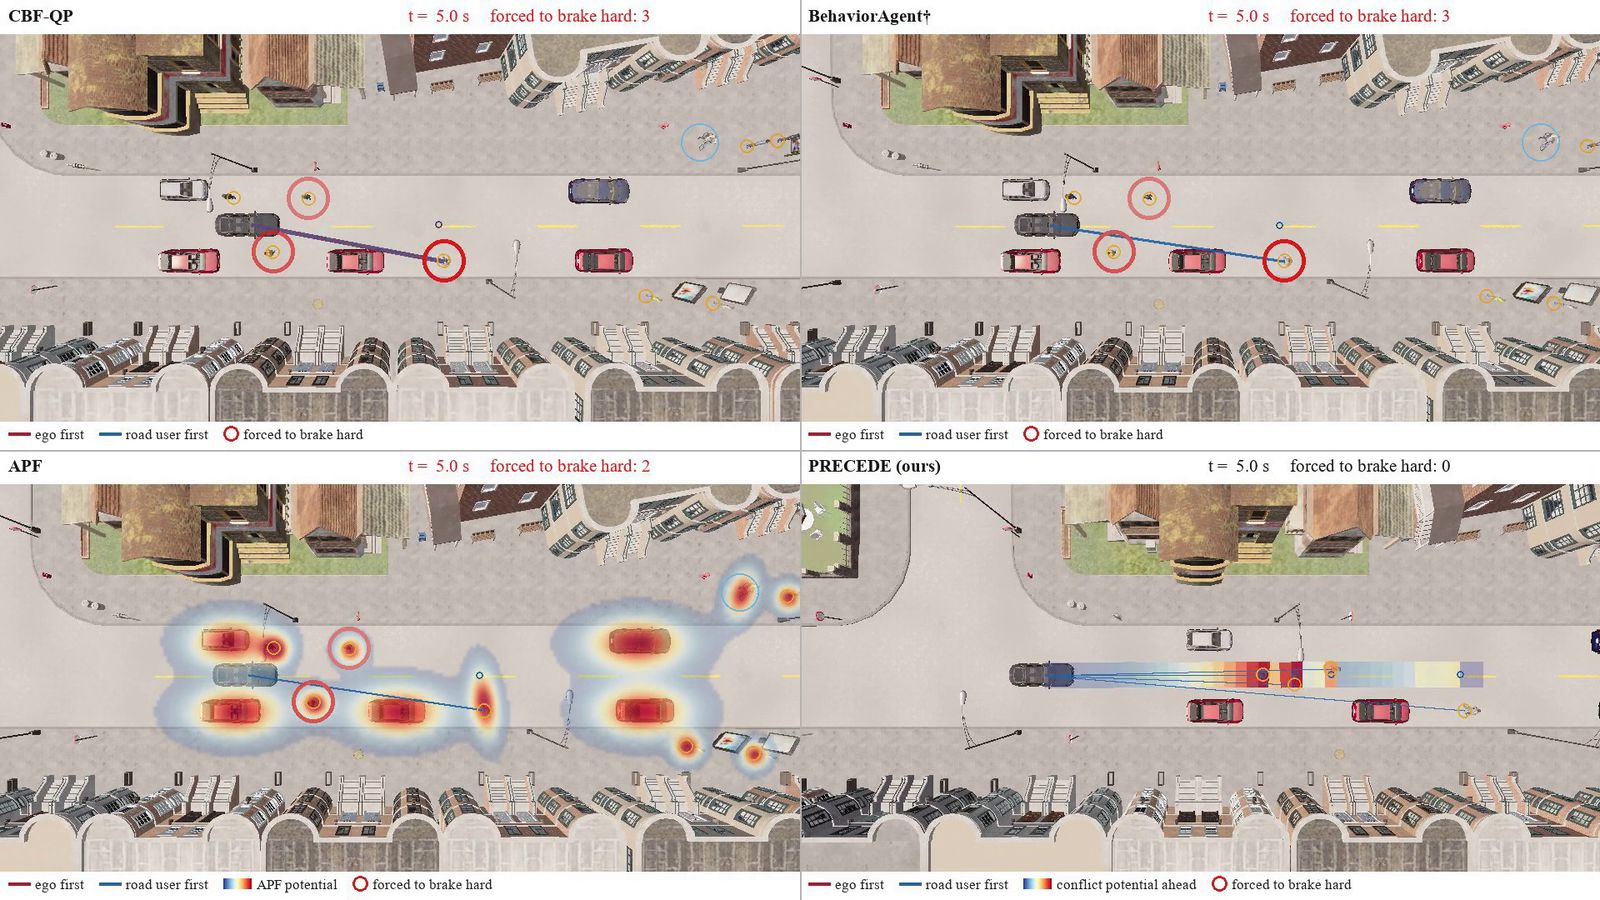 CBF-QP
t = 5.0 s forced to brake hard: 3
BehaviorAgent†
t = 5.0 s forced to brake hard: 3
ego first road user first forced to brake hard
ego first road user first forced to brake hard
APF
t = 5.0 s forced to brake hard: 2
PRECEDE (ours)
t = 5.0 s forced to brake hard: 0
ego first road user first APF potential forced to brake hard
ego first road user first conflict potential ahead forced to brake hard